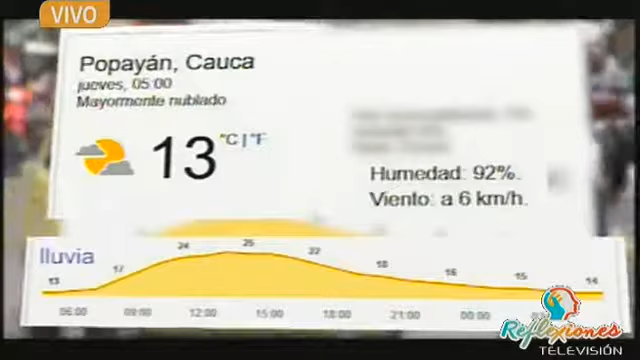 VIVO
Popayán, Cauca
jueves, 05:00
Mayormente nublado
13 °C | °F
Humedad: 92%.
Viento: a 6 km/h.
lluvia
13 17 24 25 22 18 16 15 14
06:00 09:00 12:00 15:00 18:00 21:00 00:00
Reflexiones
TELEVISIÓN